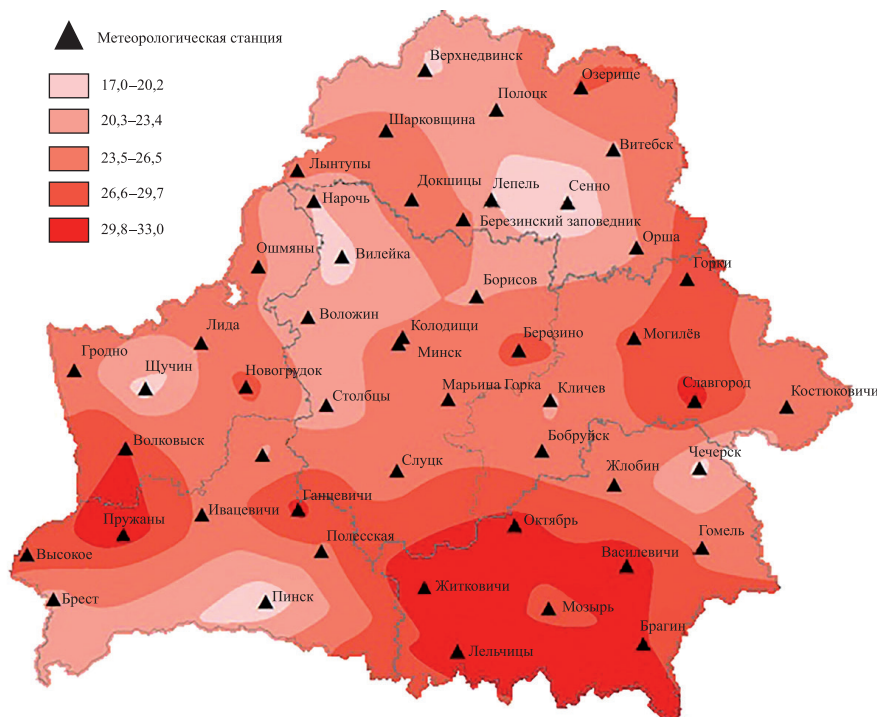 Метеорологическая станция
17,0–20,2
20,3–23,4
23,5–26,5
26,6–29,7
29,8–33,0
Верхнедвинск
Озерище
Полоцк
Шарковщина
Витебск
Лынтупы
Докшицы
Лепель
Сенно
Нарочь
Березинский заповедник
Орша
Ошмяны
Вилейка
Горки
Борисов
Воложин
Лида
Колодищи
Березино
Могилёв
Минск
Гродно
Щучин
Новогрудок
Марьина Горка
Кличев
Славгород
Костюковичи
Столбцы
Волковыск
Бобруйск
Чечерск
Слуцк
Жлобин
Ганцевичи
Ивацевичи
Октябрь
Пружаны
Полесская
Гомель
Высокое
Василевичи
Житковичи
Брест
Пинск
Мозырь
Брагин
Лельчицы